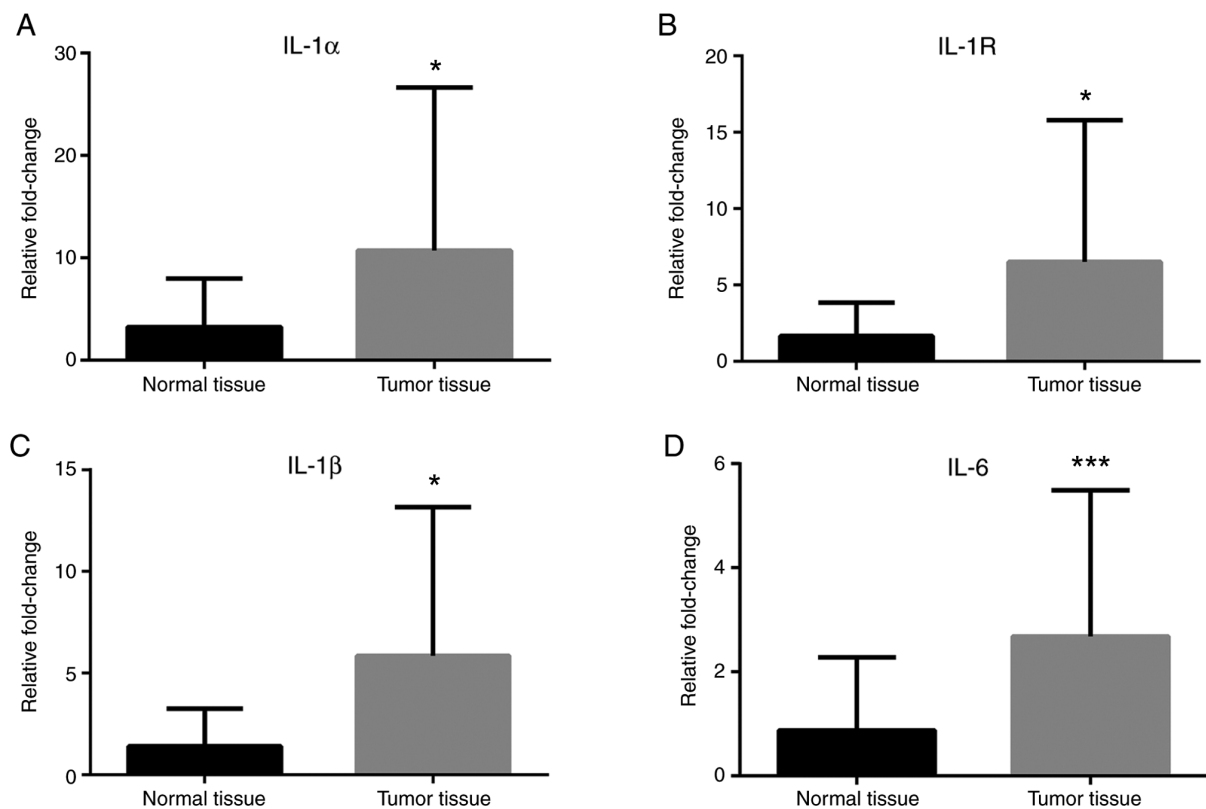 A
IL-1α
*
Relative fold-change
30
20
10
0
Normal tissue
Tumor tissue
B
IL-1R
*
Relative fold-change
20
15
10
5
0
Normal tissue
Tumor tissue
C
IL-1β
*
Relative fold-change
15
10
5
0
Normal tissue
Tumor tissue
D
IL-6
***
Relative fold-change
6
4
2
0
Normal tissue
Tumor tissue